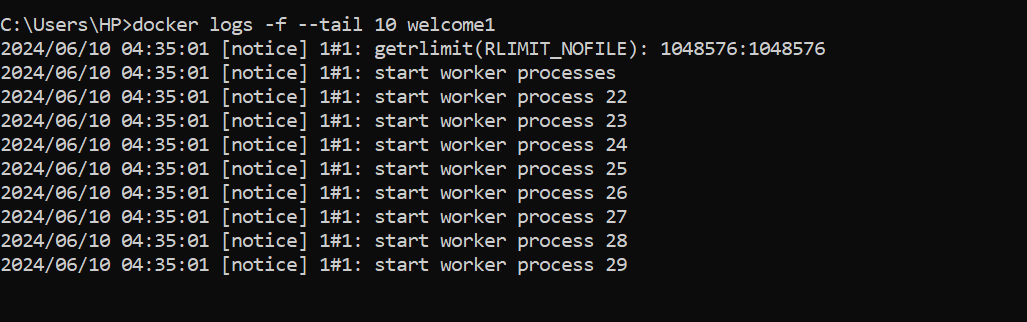 C:\Users\HP>docker logs -f --tail 10 welcome1
2024/06/10 04:35:01 [notice] 1#1: getrlimit(RLIMIT_NOFILE): 1048576:1048576
2024/06/10 04:35:01 [notice] 1#1: start worker processes
2024/06/10 04:35:01 [notice] 1#1: start worker process 22
2024/06/10 04:35:01 [notice] 1#1: start worker process 23
2024/06/10 04:35:01 [notice] 1#1: start worker process 24
2024/06/10 04:35:01 [notice] 1#1: start worker process 25
2024/06/10 04:35:01 [notice] 1#1: start worker process 26
2024/06/10 04:35:01 [notice] 1#1: start worker process 27
2024/06/10 04:35:01 [notice] 1#1: start worker process 28
2024/06/10 04:35:01 [notice] 1#1: start worker process 29